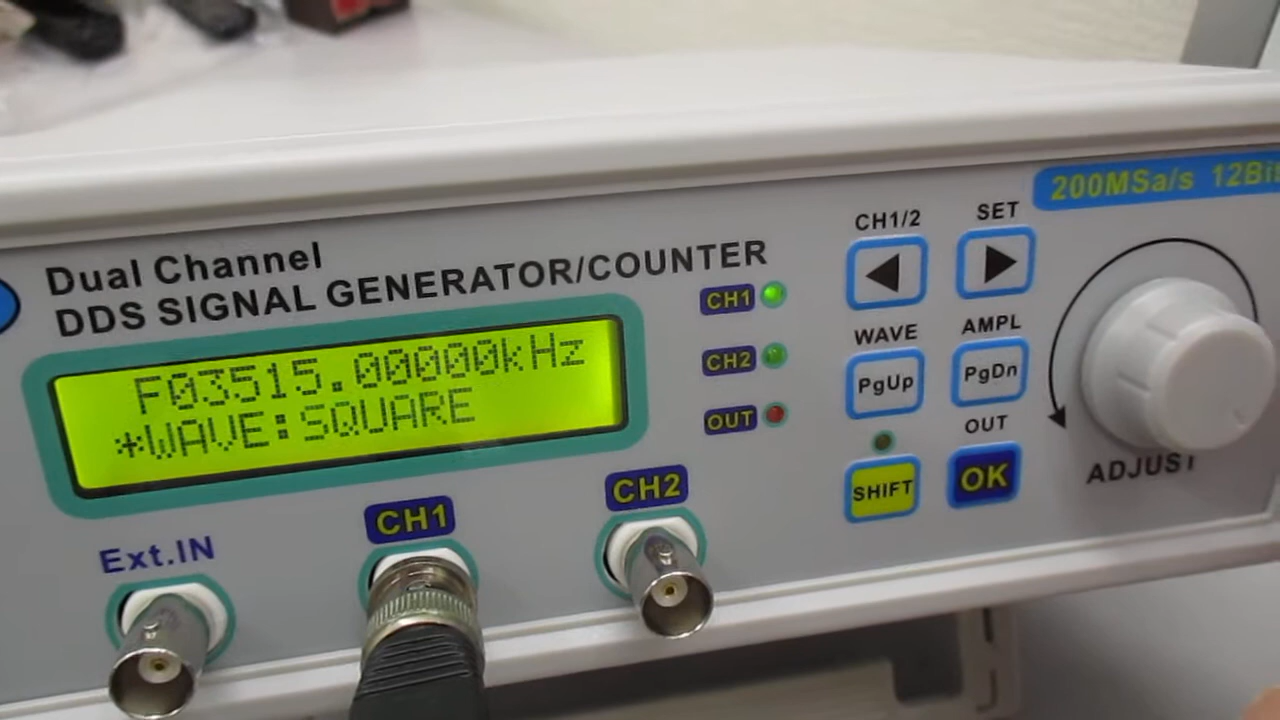 Dual Channel
DDS SIGNAL GENERATOR/COUNTER
200MSa/s 12Bit
F03515.00000kHz
*WAVE:SQUARE
CH1
CH2
OUT
CH1/2
SET
WAVE
AMPL
PgUp
PgDn
OUT
SHIFT
OK
ADJUST
Ext.IN
CH1
CH2